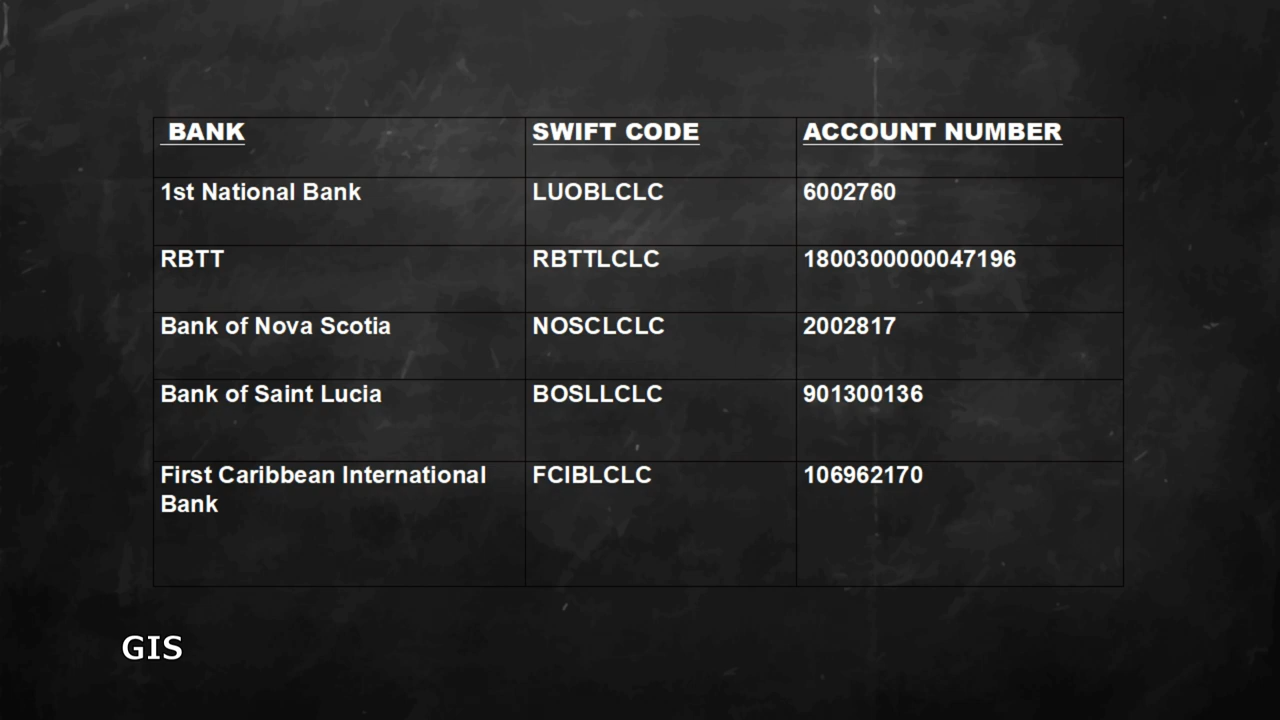 BANK SWIFT CODE ACCOUNT NUMBER
1st National Bank LUOBLCLC 6002760
RBTT RBTTLCLC 1800300000047196
Bank of Nova Scotia NOSCLCLC 2002817
Bank of Saint Lucia BOSLLCLC 901300136
First Caribbean International FCIBLCLC 106962170
Bank
GIS